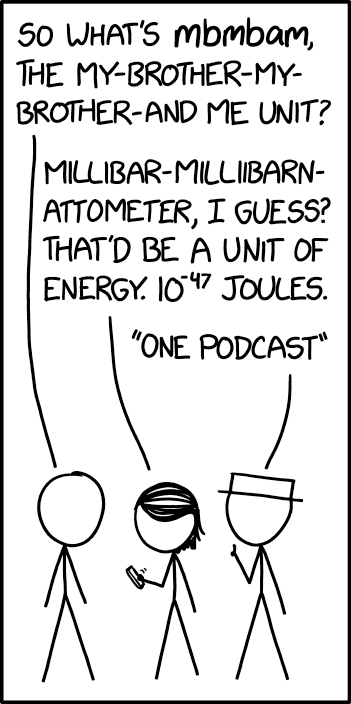 SO WHAT'S mbmbam,
THE MY-BROTHER-MY-
BROTHER-AND ME UNIT?
MILLIBAR-MILLIIBARN-
ATTOMETER, I GUESS?
THAT'D BE A UNIT OF
ENERGY. 10⁻⁴⁷ JOULES.
"ONE PODCAST"